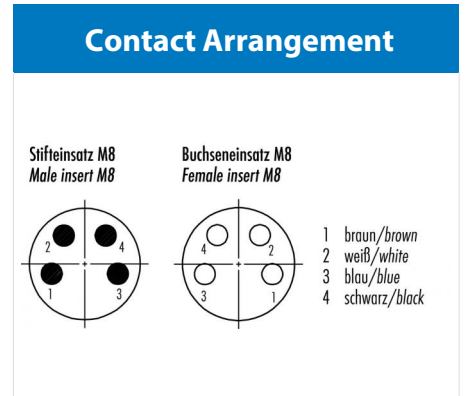 Contact Arrangement
Stifteinsatz M8
Male insert M8
2
4
1
3
Buchseneinsatz M8
Female insert M8
4
2
3
1
1 braun/brown
2 weiß/white
3 blau/blue
4 schwarz/black